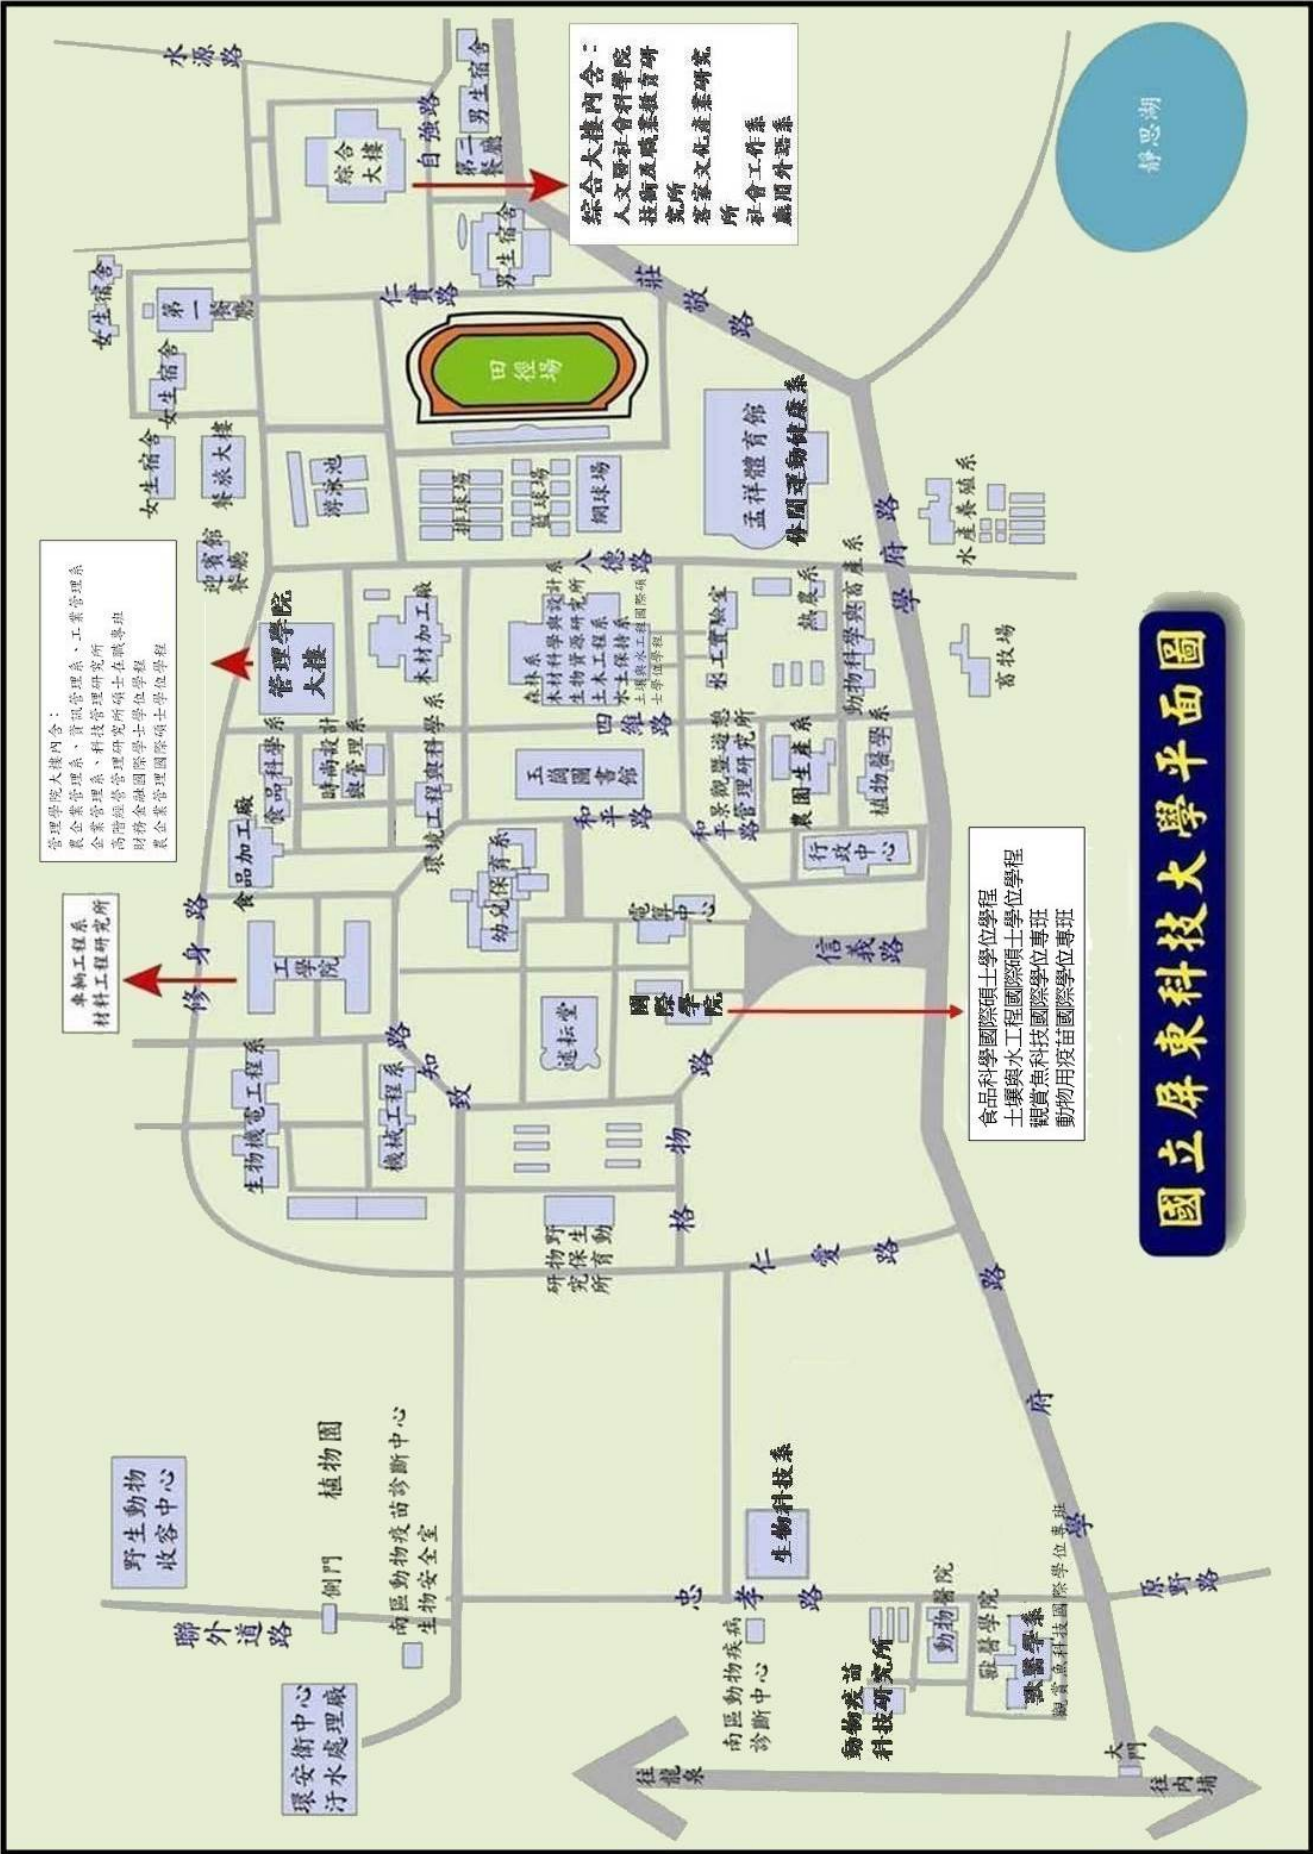 國立屏東科技大學平面圖
靜思湖
水源路
自強路
男生宿舍
第二
餐廳
綜合
大樓
綜合大樓內含：
人文暨社會科學院
技術及職業教育研
究所
客家文化產業研究
所
社會工作系
應用外語系
男生宿舍
女生宿舍
第一
餐廳
女生宿舍
女生宿舍
餐旅大樓
迎賓館
餐廳
仁實路
莊敬路
田徑場
游泳池
排球場
籃球場
網球場
孟祥體育館
休閒運動健康系
水產養殖系
學府路
八德路
管理學院大樓內含：
農企業管理系、資訊管理系、工業管理系
企業管理系、科技管理研究所
高階經營管理研究所碩士在職專班
財務金融國際學士學位學程
農企業管理國際碩士學位學程
管理學院
大樓
木材加工廠
森林系
木材科學與設計系
生物資源研究所
土木工程系
水土保持系
土壤與水工程國際碩
士學位學程
水工實驗室
熱農系
動物科學與畜產系
畜牧場
四維路
食品科學系
時尚設計
與管理系
環境工程與科學系
玉崗圖
書館
景觀暨遊憩
管理研究所
農園生產系
植物醫學系
和平路
和平路
食品加工廠
幼兒保育系
電算中心
行政中心
修身路
車輛工程系
材料工程研究所
工學院
述耘堂
國際學院
信義路
食品科學國際碩士學位學程
土壤與水工程國際碩士學位學程
觀賞魚科技國際學位專班
動物用疫苗國際學位專班
生物機電工程系
機械工程系
致知路
格物路
野生動
物保育
研究所
仁愛路
學府路
野生動物
收容中心
植物園
側門
聯外道路
南區動物疫苗診斷中心
生物安全室
環安衛中心
汙水處理廠
生物科技系
忠孝路
南區動物疾病
診斷中心
動物疫苗
科技研究所
動物醫院
獸醫學院
獸醫學系
觀賞魚科技國際學位專班
原野路
大門
往龍泉
往內埔